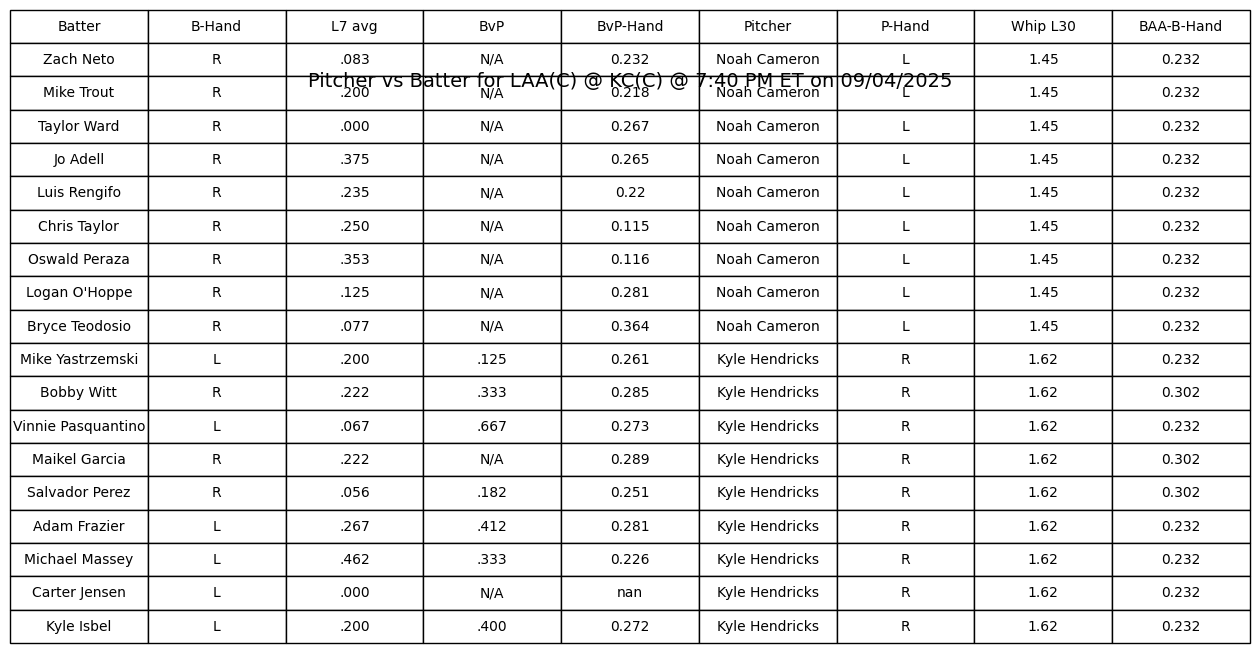 Batter B-Hand L7 avg BvP BvP-Hand Pitcher P-Hand Whip L30 BAA-B-Hand
Zach Neto R .083 N/A 0.232 Noah Cameron L 1.45 0.232
Pitcher vs Batter for LAA(C) @ KC(C) @ 7:40 PM ET on 09/04/2025
Mike Trout R .200 N/A 0.218 Noah Cameron L 1.45 0.232
Taylor Ward R .000 N/A 0.267 Noah Cameron L 1.45 0.232
Jo Adell R .375 N/A 0.265 Noah Cameron L 1.45 0.232
Luis Rengifo R .235 N/A 0.22 Noah Cameron L 1.45 0.232
Chris Taylor R .250 N/A 0.115 Noah Cameron L 1.45 0.232
Oswald Peraza R .353 N/A 0.116 Noah Cameron L 1.45 0.232
Logan O'Hoppe R .125 N/A 0.281 Noah Cameron L 1.45 0.232
Bryce Teodosio R .077 N/A 0.364 Noah Cameron L 1.45 0.232
Mike Yastrzemski L .200 .125 0.261 Kyle Hendricks R 1.62 0.232
Bobby Witt R .222 .333 0.285 Kyle Hendricks R 1.62 0.302
Vinnie Pasquantino L .067 .667 0.273 Kyle Hendricks R 1.62 0.232
Maikel Garcia R .222 N/A 0.289 Kyle Hendricks R 1.62 0.302
Salvador Perez R .056 .182 0.251 Kyle Hendricks R 1.62 0.302
Adam Frazier L .267 .412 0.281 Kyle Hendricks R 1.62 0.232
Michael Massey L .462 .333 0.226 Kyle Hendricks R 1.62 0.232
Carter Jensen L .000 N/A nan Kyle Hendricks R 1.62 0.232
Kyle Isbel L .200 .400 0.272 Kyle Hendricks R 1.62 0.232